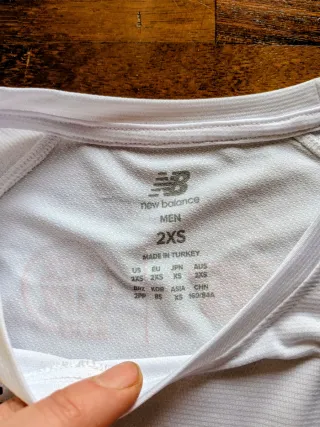 new balance
MEN
2XS
MADE IN TURKEY
US EU JPN AUS
2XS 2XS XS 2XS
BRZ KOR ASIA CHN
2PP 85 XS 160/84A